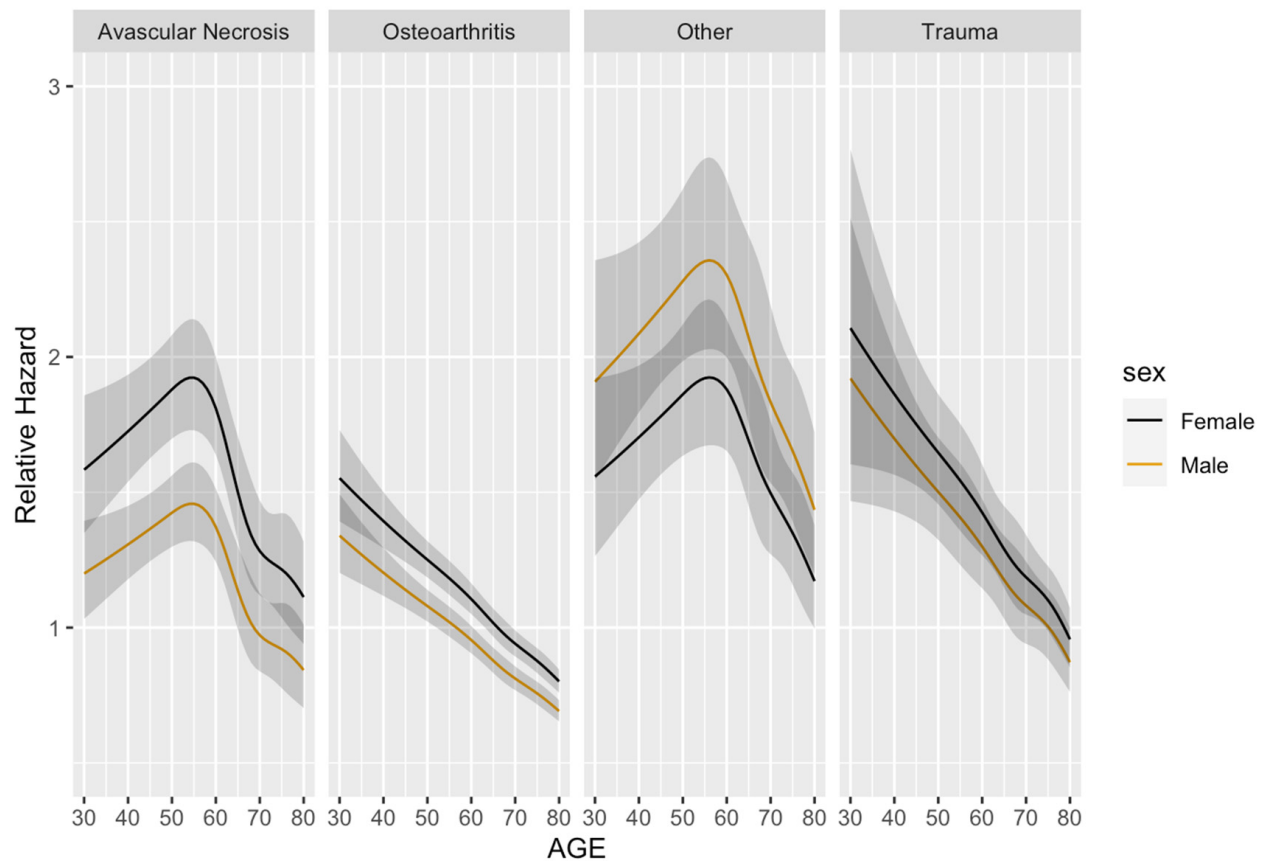 Avascular Necrosis Osteoarthritis Other Trauma
3
2
1
Relative Hazard
30 40 50 60 70 80 30 40 50 60 70 80 30 40 50 60 70 80 30 40 50 60 70 80
AGE
sex
Female
Male